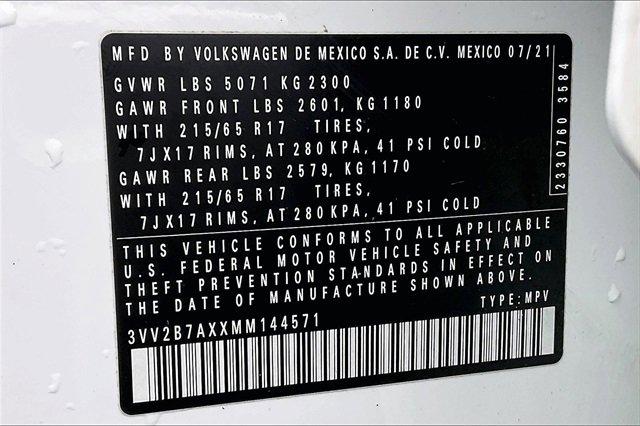 MFD BY VOLKSWAGEN DE MEXICO S.A. DE C.V. MEXICO 07/21
GVWR LBS 5071 KG 2300
GAWR FRONT LBS 2601, KG 1180
WITH 215/65 R17 TIRES,
7JX17 RIMS, AT 280 KPA, 41 PSI COLD
GAWR REAR LBS 2579, KG 1170
WITH 215/65 R17 TIRES,
7JX17 RIMS, AT 280 KPA, 41 PSI COLD
2330760 3584
THIS VEHICLE CONFORMS TO ALL APPLICABLE
U.S. FEDERAL MOTOR VEHICLE SAFETY AND
THEFT PREVENTION STANDARDS IN EFFECT ON
THE DATE OF MANUFACTURE SHOWN ABOVE.
TYPE: MPV
3VV2B7AXXMM144571